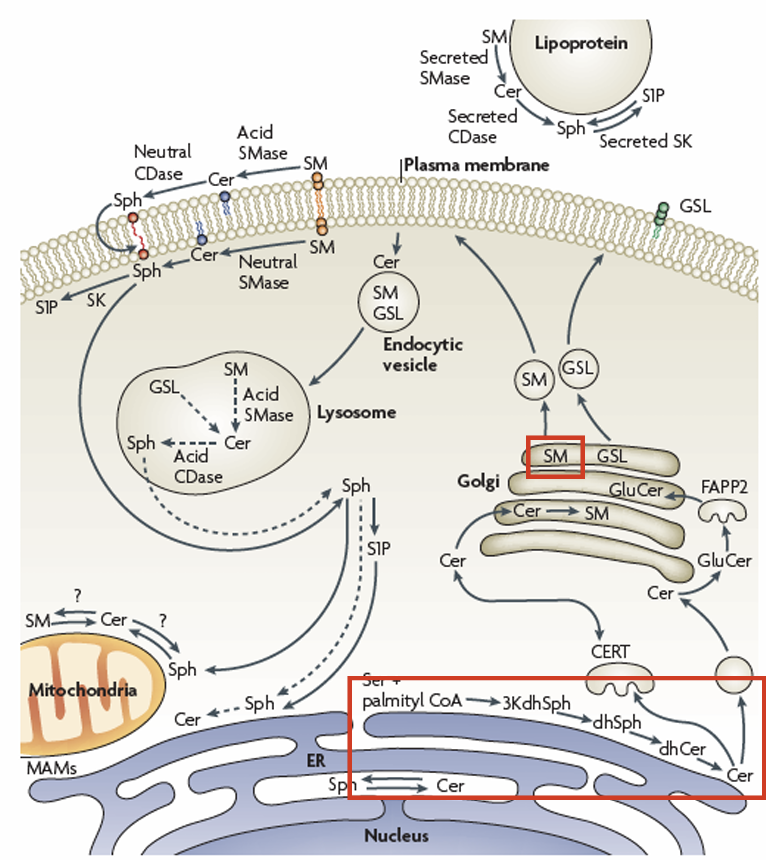 SM
Lipoprotein
Secreted
SMase
Cer
S1P
Secreted
CDase
Sph
Secreted SK
Acid
SMase
Neutral
CDase
SM
Cer
Plasma membrane
Sph
GSL
SM
Cer
Neutral
SMase
Sph
S1P
SK
Cer
SM
GSL
Endocytic
vesicle
SM
GSL
SM
GSL
Acid
SMase
Lysosome
Sph
Cer
Acid
CDase
SM
GSL
Golgi
GluCer
FAPP2
Cer
SM
Sph
S1P
Cer
GluCer
Cer
?
SM
Cer
?
Sph
CERT
Mitochondria
Ser +
palmityl CoA
3KdhSph
Sph
Cer
dhSph
dhCer
ER
MAMs
Cer
Sph
Cer
Nucleus